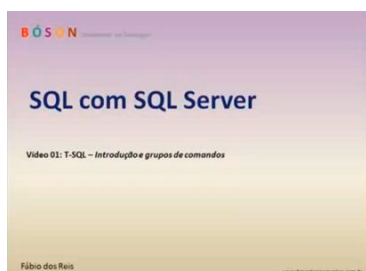 BÓSON
SQL com SQL Server
Vídeo 01: T-SQL – Introdução e grupos de comandos
Fábio dos Reis